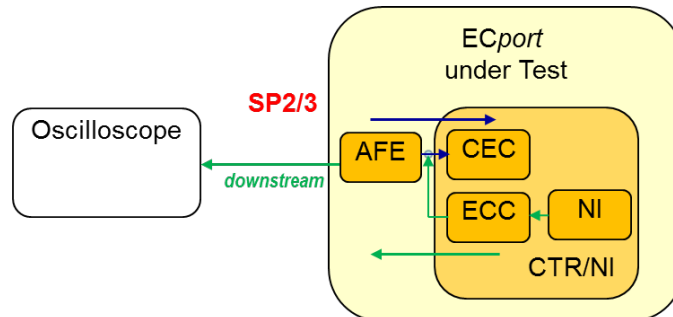 ECport
under Test
SP2/3
Oscilloscope
AFE
CEC
downstream
ECC
NI
CTR/NI